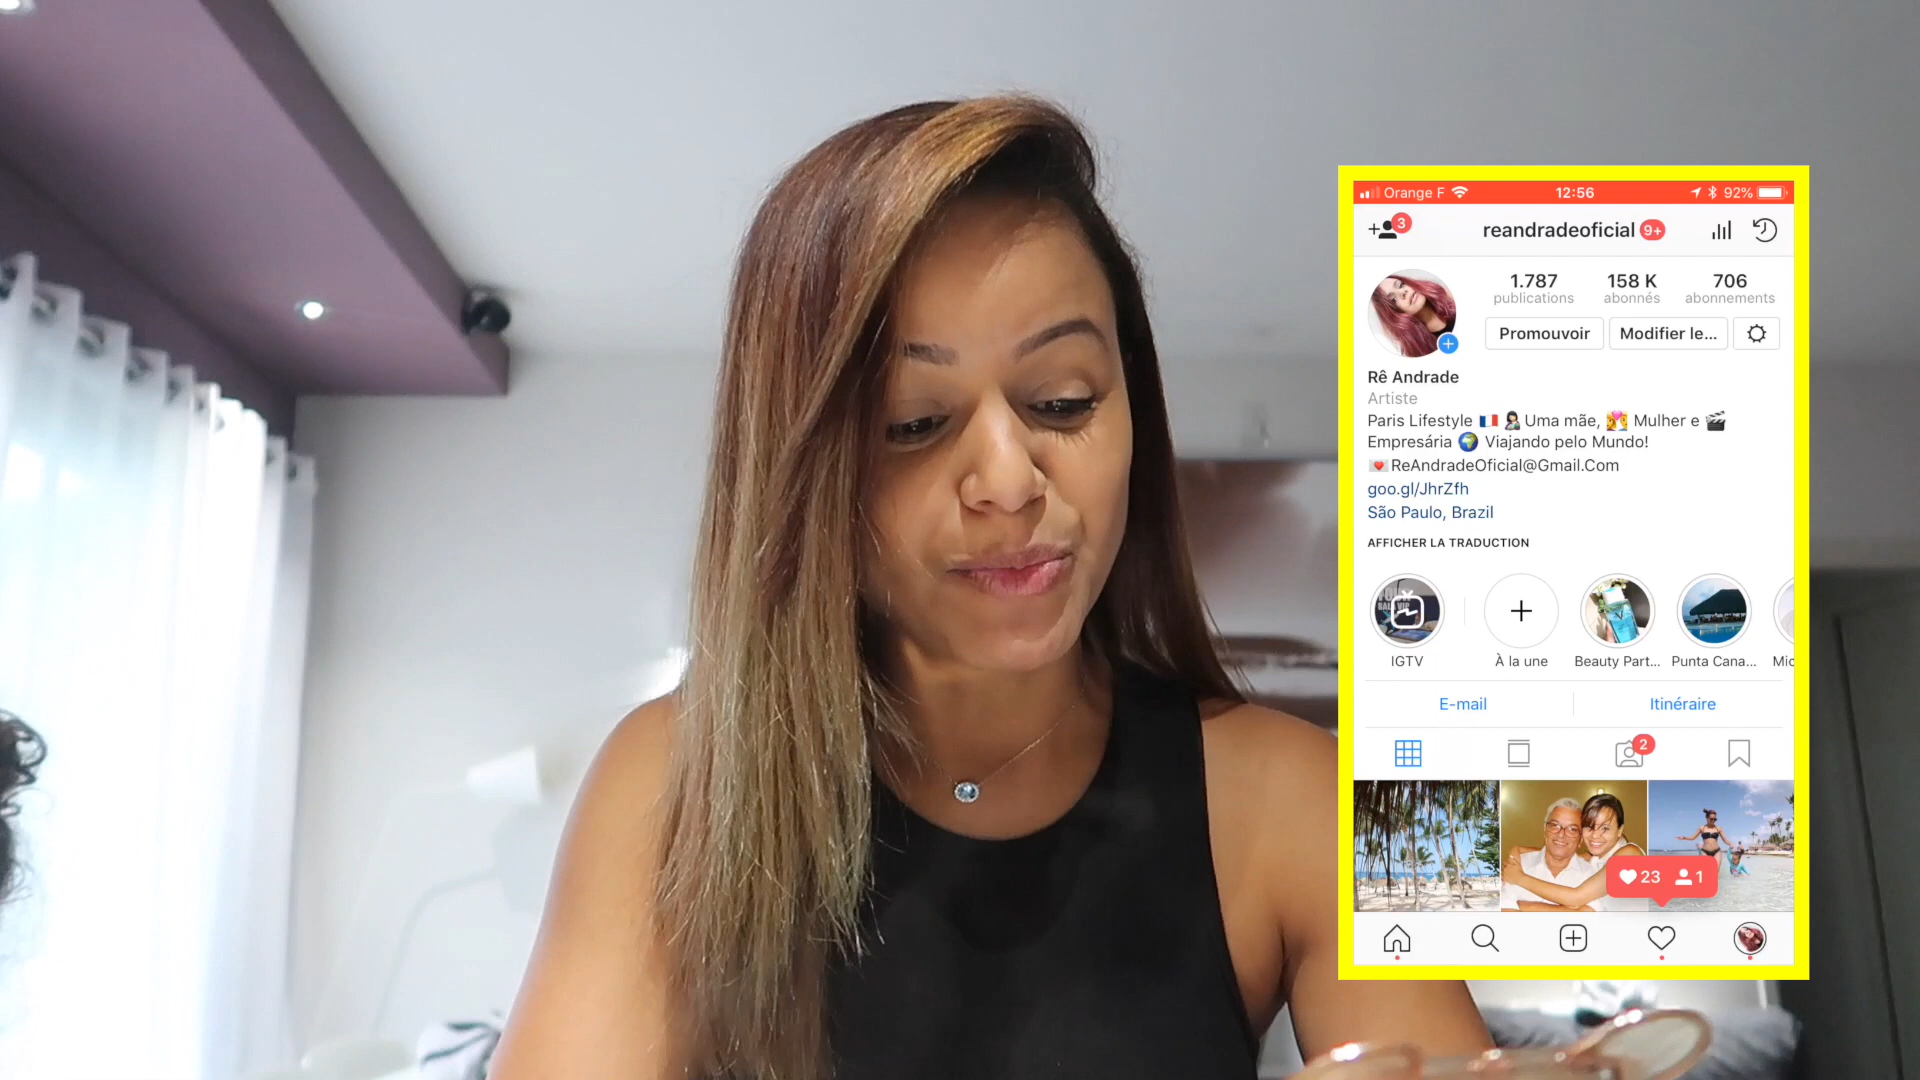 Orange F 12:56 92%
3 reandradeoficial 9+
1.787 158 K 706
publications abonnés abonnements
Promouvoir Modifier le...
Rê Andrade
Artiste
Paris Lifestyle 🇫🇷 🤱 Uma mãe, 💏 Mulher e 🎬
Empresária 🌍 Viajando pelo Mundo!
💌 ReAndradeOficial@Gmail.Com
goo.gl/JhrZfh
São Paulo, Brazil
AFFICHER LA TRADUCTION
IGTV À la une Beauty Part... Punta Cana... Mic
E-mail Itinéraire
2
23 1